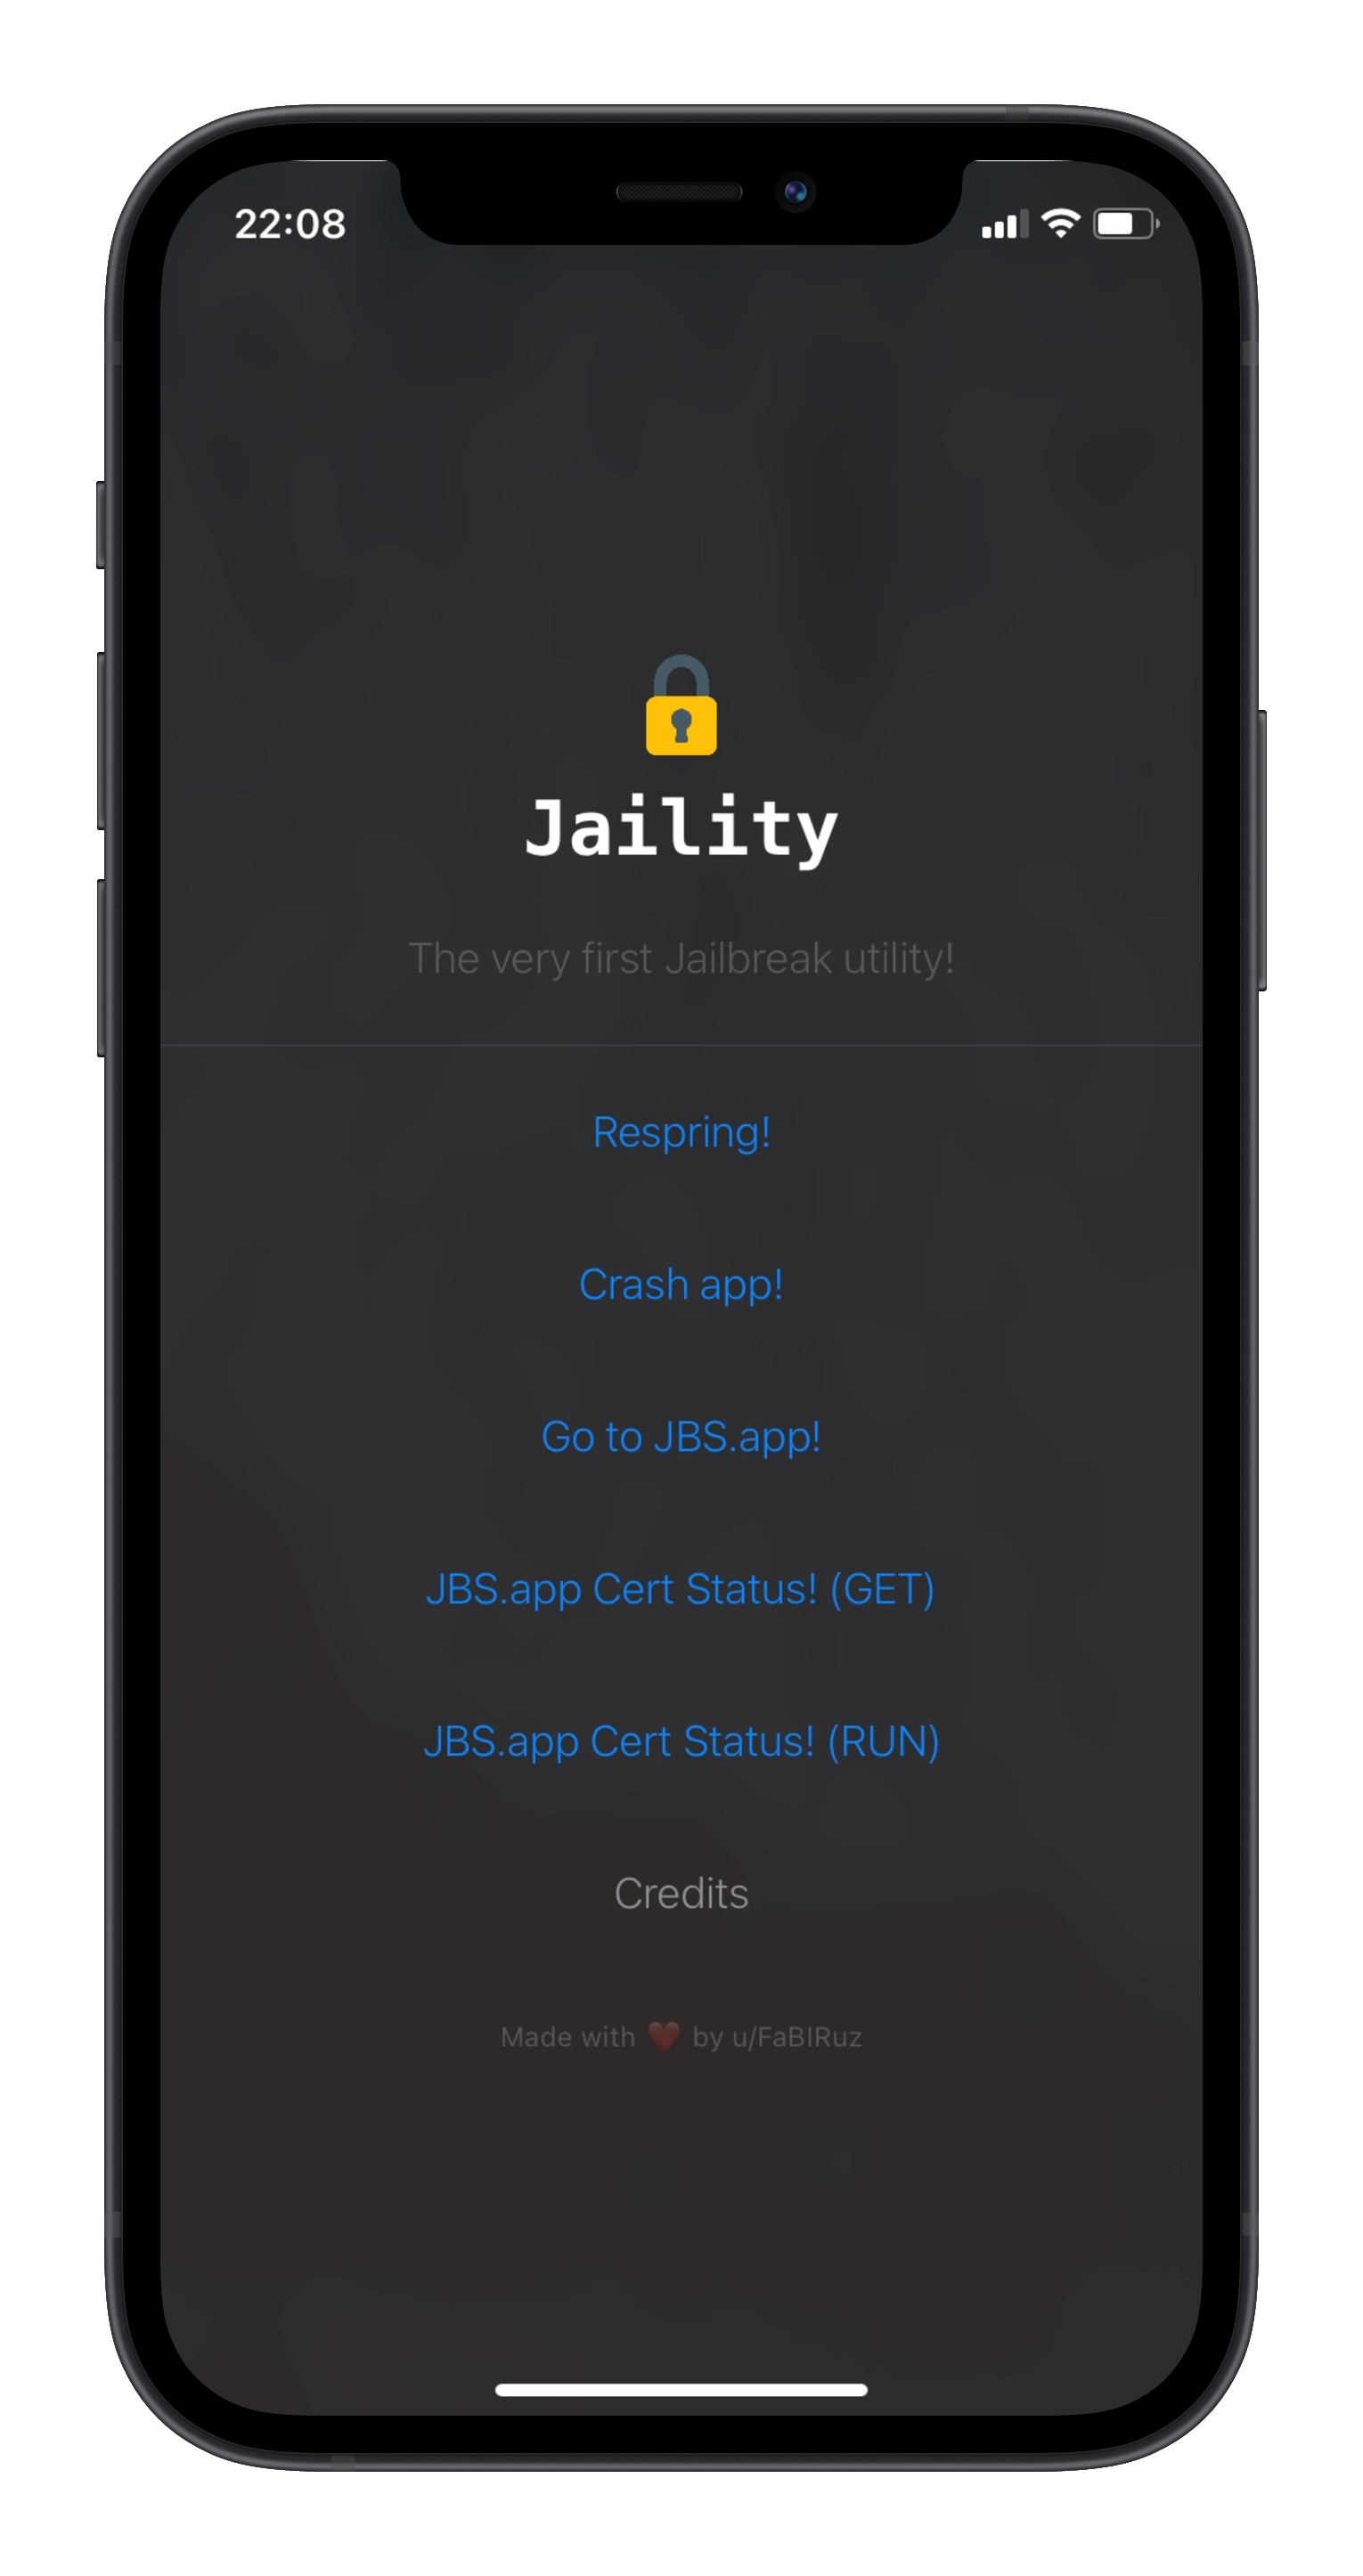 22:08
Jaility
The very first Jailbreak utility!
Respring!
Crash app!
Go to JBS.app!
JBS.app Cert Status! (GET)
JBS.app Cert Status! (RUN)
Credits
Made with ❤️ by u/FaBIRuz